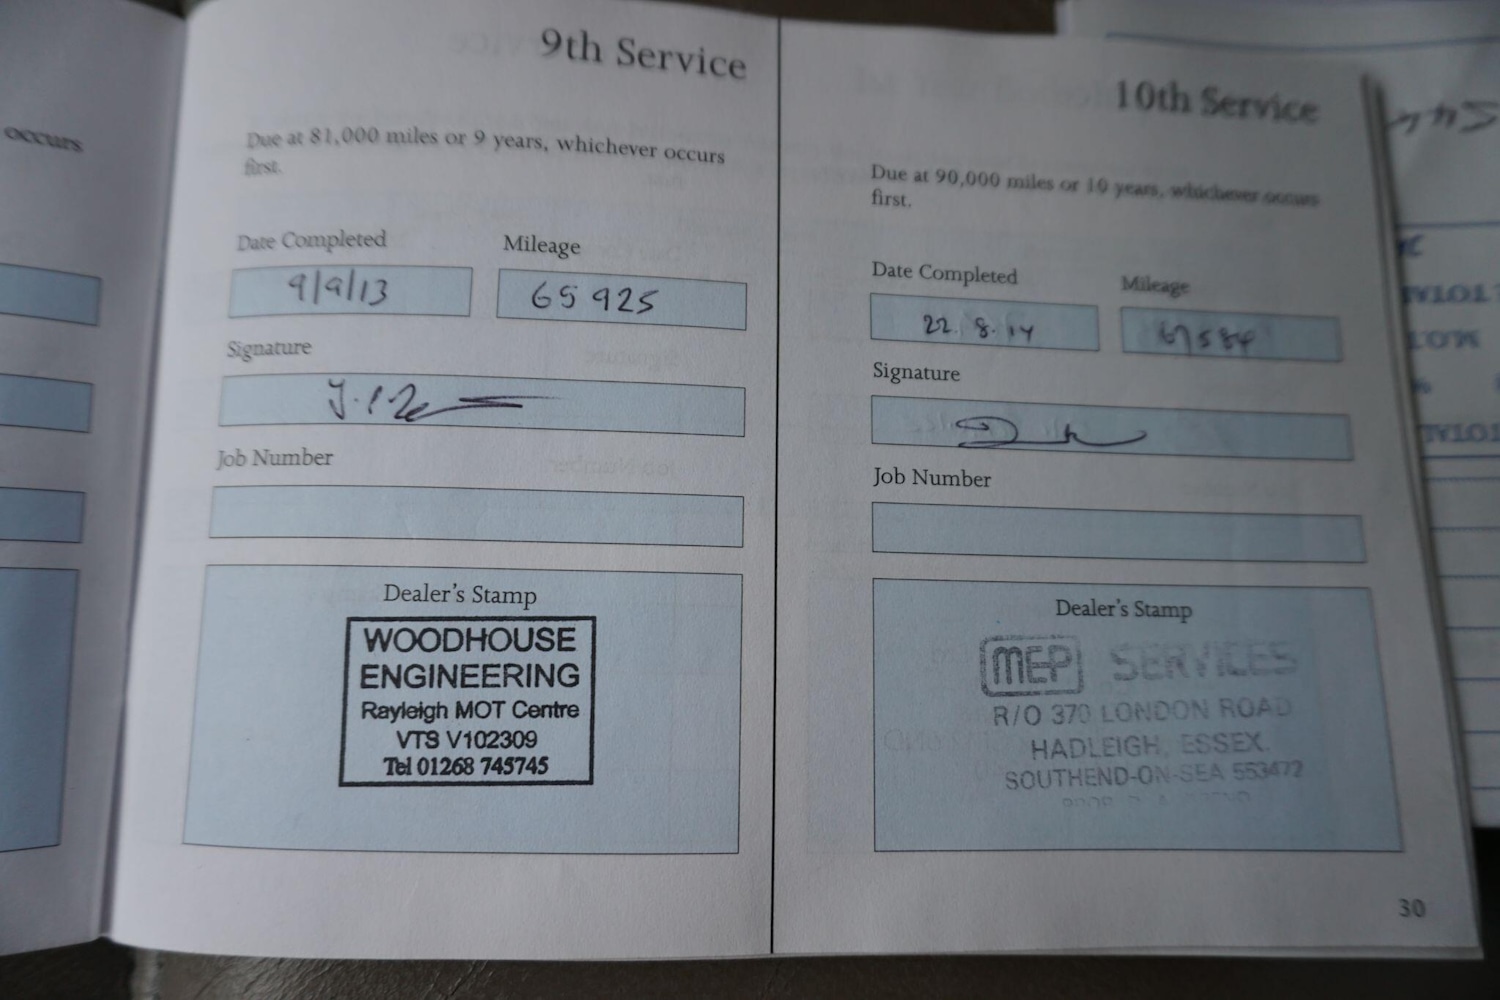 occurs
9th Service
Due at 81,000 miles or 9 years, whichever occurs
first.
Date Completed
Mileage
9/9/13
65 925
Signature
Job Number
Dealer's Stamp
WOODHOUSE
ENGINEERING
Rayleigh MOT Centre
VTS V102309
Tel 01268 745745
10th Service
Due at 90,000 miles or 10 years, whichever occurs
first.
Date Completed
Mileage
22.8.14
67584
Signature
Job Number
Dealer's Stamp
MEP SERVICES
R/O 370 LONDON ROAD
HADLEIGH, ESSEX.
SOUTHEND-ON-SEA 553472
30